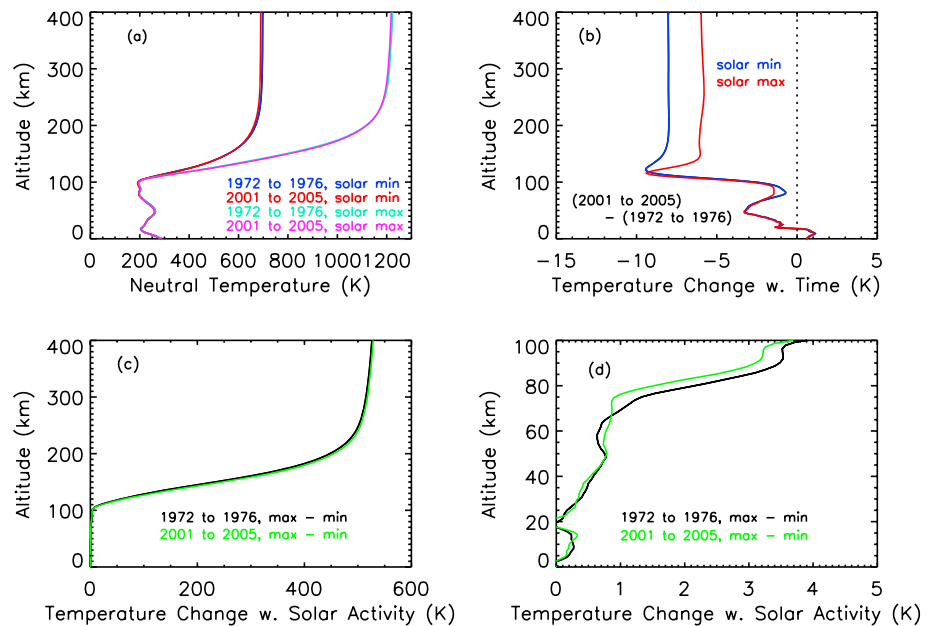 400
300
200
100
0
Altitude (km)
(a)
1972 to 1976, solar min
2001 to 2005, solar min
1972 to 1976, solar max
2001 to 2005, solar max
0 200 400 600 800 1000 1200
Neutral Temperature (K)
400
300
200
100
0
Altitude (km)
(b)
solar min
solar max
(2001 to 2005)
– (1972 to 1976)
−15 −10 −5 0 5
Temperature Change w. Time (K)
400
300
200
100
0
Altitude (km)
(c)
1972 to 1976, max − min
2001 to 2005, max − min
0 200 400 600
Temperature Change w. Solar Activity (K)
100
80
60
40
20
0
Altitude (km)
(d)
1972 to 1976, max − min
2001 to 2005, max − min
0 1 2 3 4 5
Temperature Change w. Solar Activity (K)